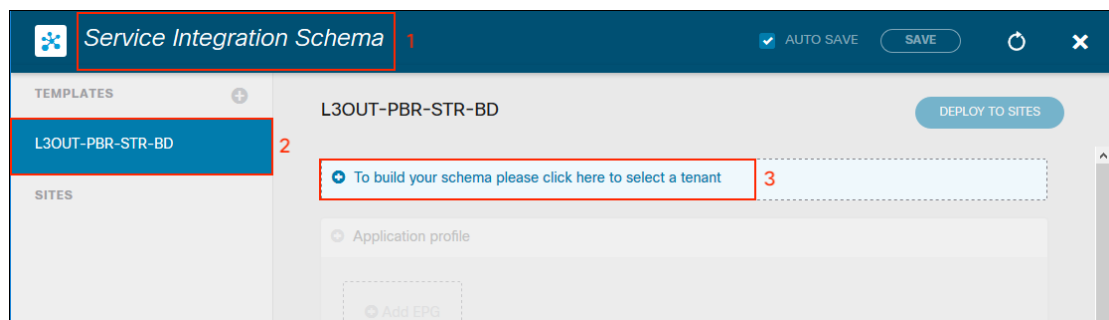 Service Integration Schema
1
AUTO SAVE
SAVE
TEMPLATES
L3OUT-PBR-STR-BD
DEPLOY TO SITES
L3OUT-PBR-STR-BD
2
To build your schema please click here to select a tenant
3
SITES
Application profile
Add EPG